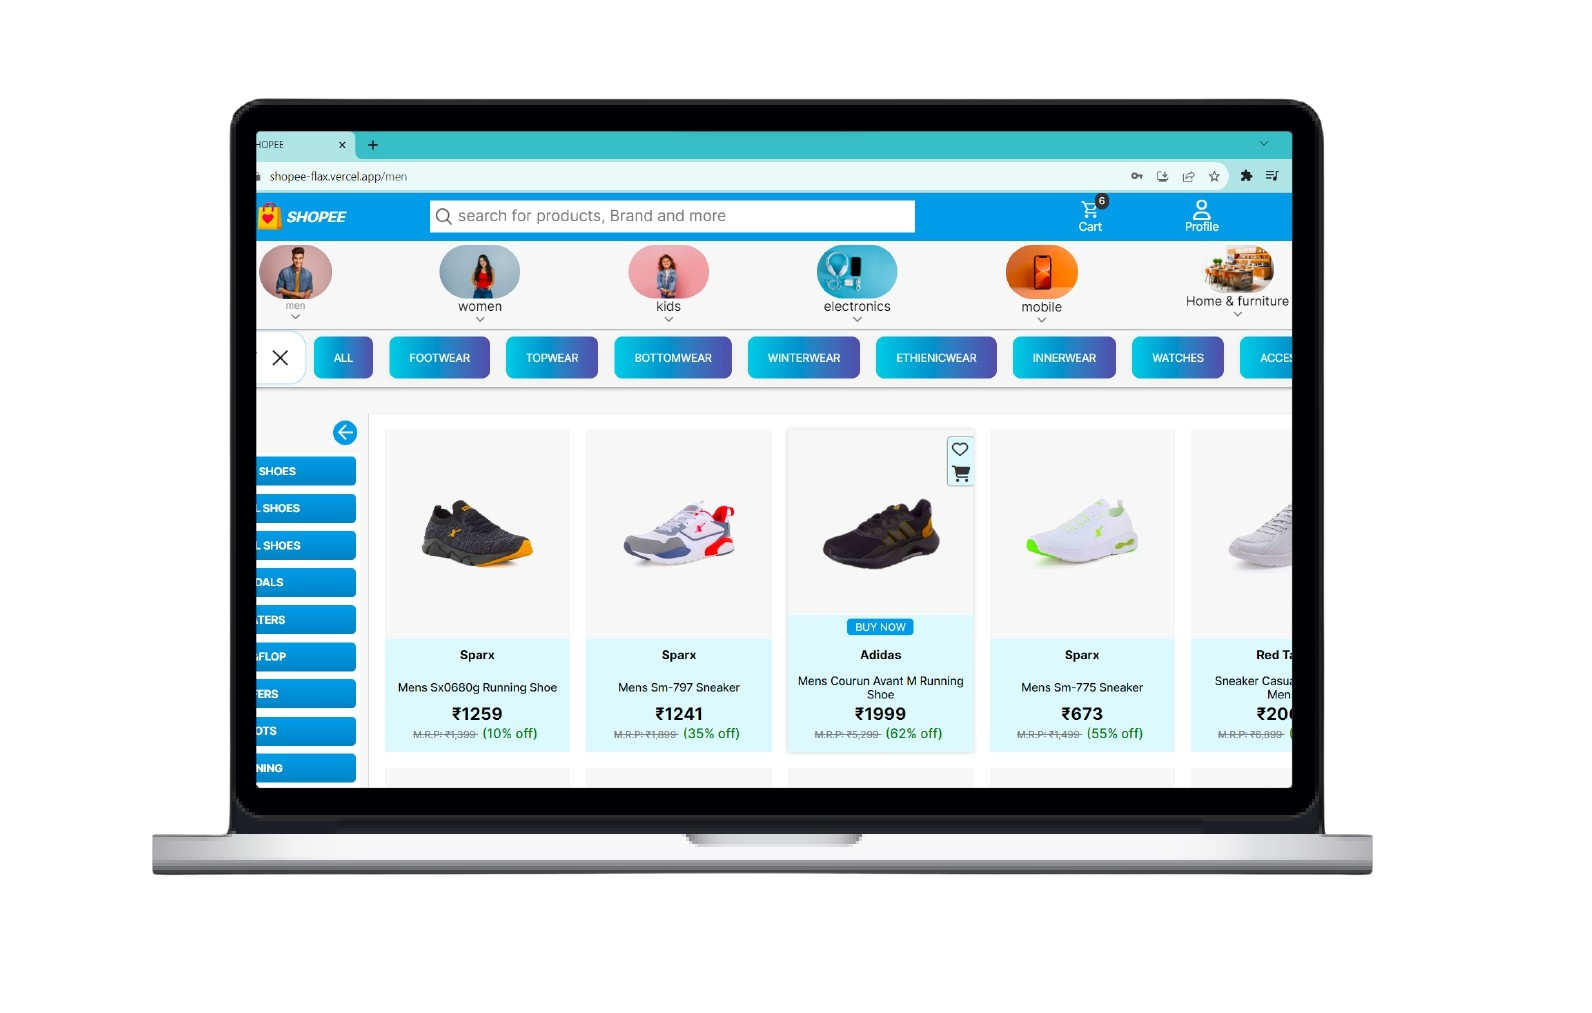 HOPEE
shopee-flax.vercel.app/men
SHOPEE
search for products, Brand and more
6
Cart
Profile
men
women
kids
electronics
mobile
Home & furniture
ALL
FOOTWEAR
TOPWEAR
BOTTOMWEAR
WINTERWEAR
ETHIENICWEAR
INNERWEAR
WATCHES
ACCES
SHOES
L SHOES
L SHOES
DALS
TERS
FLOP
FERS
OTS
NING
Sparx
Mens Sx0680g Running Shoe
₹1259
M.R.P: ₹1,399 (10% off)
Sparx
Mens Sm-797 Sneaker
₹1241
M.R.P: ₹1,899 (35% off)
BUY NOW
Adidas
Mens Courun Avant M Running
Shoe
₹1999
M.R.P: ₹5,299 (62% off)
Sparx
Mens Sm-775 Sneaker
₹673
M.R.P: ₹1,499 (55% off)
Red Ta
Sneaker Casua
Men
₹20
M.R.P: ₹6,899 (